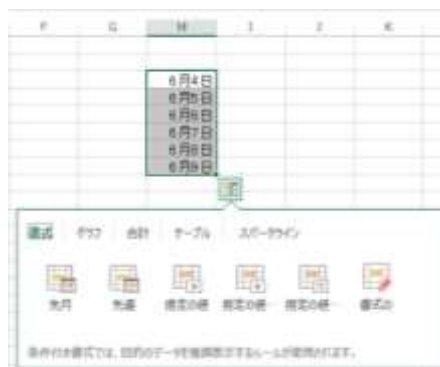 F G H I J K
6月4日
6月5日
6月6日
6月7日
6月8日
6月9日
書式 グラフ 合計 テーブル スパークライン
先月 先週 指定の値… 指定の値… 指定の値… 書式の
条件付き書式では、目的のデータを強調表示するルールが使用されます。